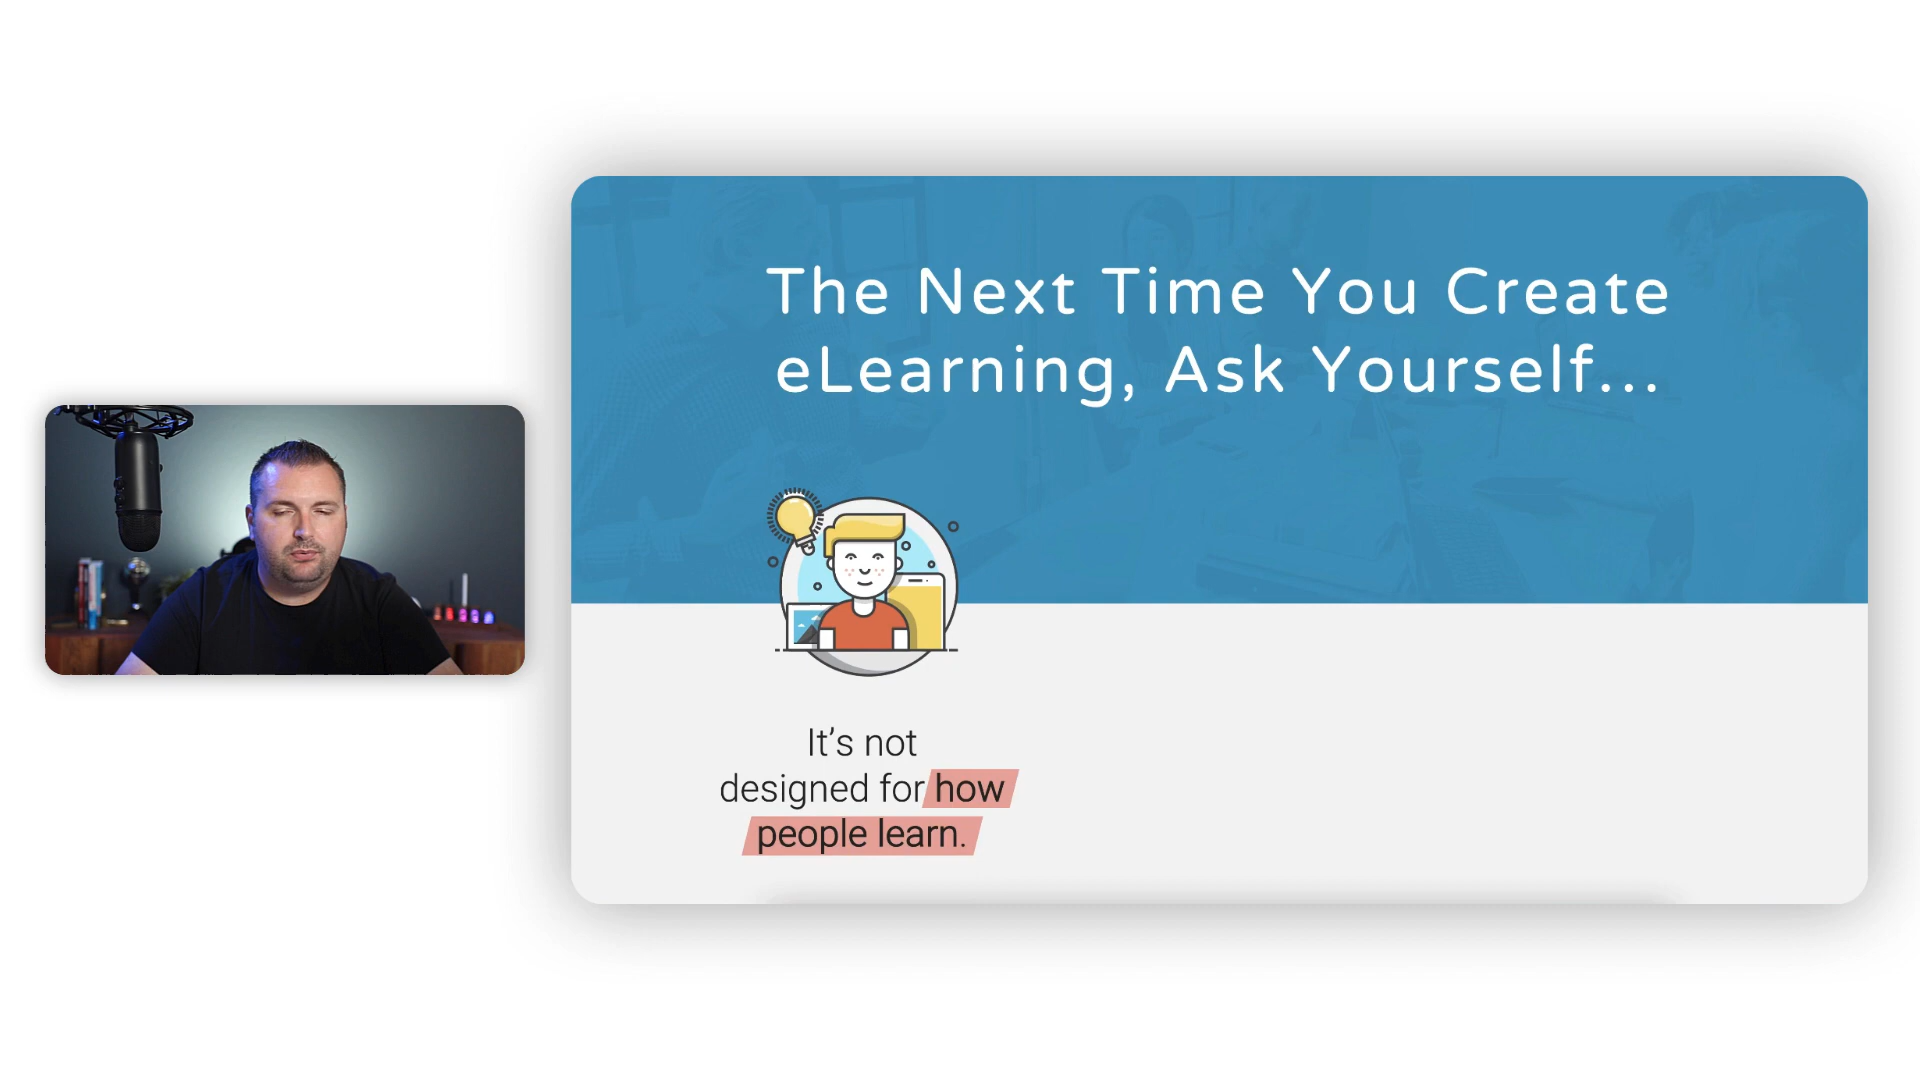 The Next Time You Create
eLearning, Ask Yourself...
It’s not
designed for how
people learn.